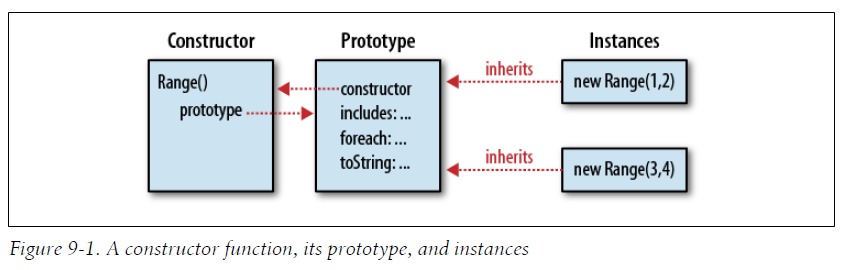 Constructor
Prototype
Instances
Range()
prototype
constructor
includes: ...
foreach: ...
toString: ...
inherits
new Range(1,2)
inherits
new Range(3,4)
Figure 9-1. A constructor function, its prototype, and instances